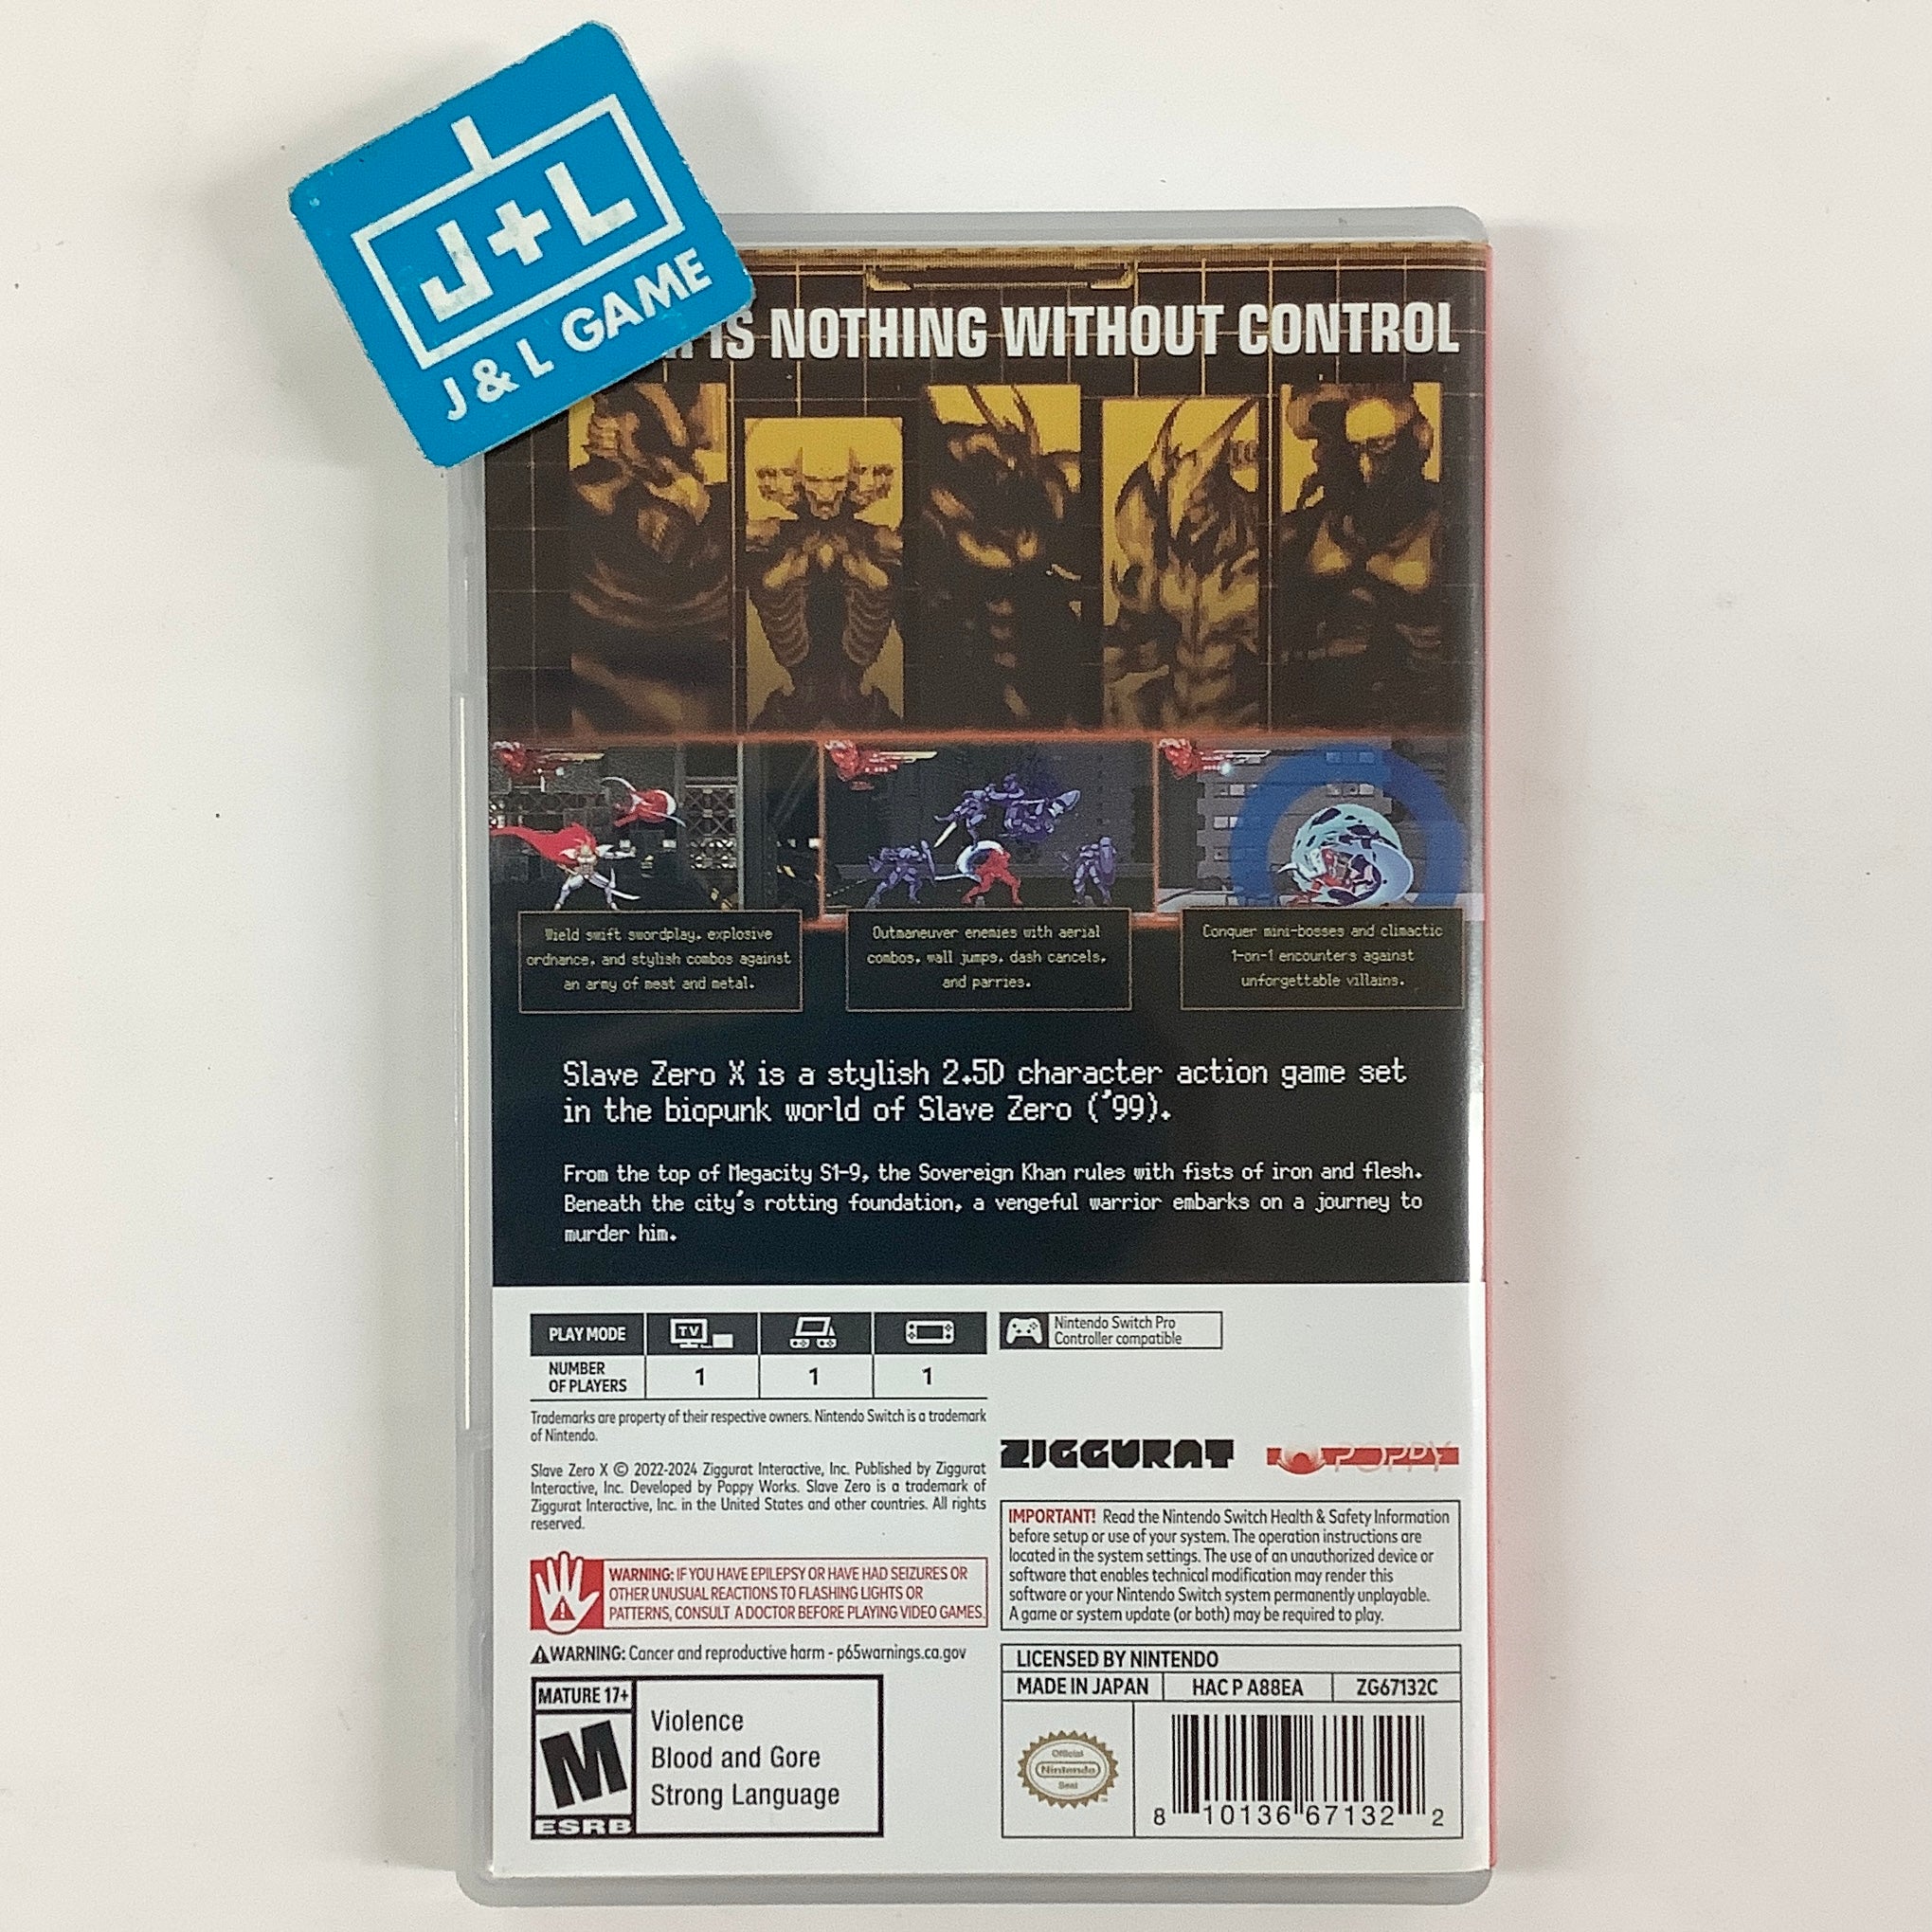 J+L
J & L GAME
IS NOTHING WITHOUT CONTROL
Wield swift swordplay, explosive
ordnance, and stylish combos against
an army of meat and metal.
Outmaneuver enemies with aerial
combos, wall jumps, dash cancels,
and parries.
Conquer mini-bosses and climactic
1-on-1 encounters against
unforgettable villains.
Slave Zero X is a stylish 2.5D character action game set
in the biopunk world of Slave Zero ('99).
From the top of Megacity S1-9, the Sovereign Khan rules with fists of iron and flesh.
Beneath the city's rotting foundation, a vengeful warrior embarks on a journey to
murder him.
PLAY MODE
TV
NUMBER
OF PLAYERS
1 1 1
Nintendo Switch Pro
Controller compatible
Trademarks are property of their respective owners. Nintendo Switch is a trademark
of Nintendo.
Slave Zero X © 2022-2024 Ziggurat Interactive, Inc. Published by Ziggurat
Interactive, Inc. Developed by Poppy Works. Slave Zero is a trademark of
Ziggurat Interactive, Inc. in the United States and other countries. All rights
reserved.
ZIGGURAT
POPPY
WARNING: IF YOU HAVE EPILEPSY OR HAVE HAD SEIZURES OR
OTHER UNUSUAL REACTIONS TO FLASHING LIGHTS OR
PATTERNS, CONSULT A DOCTOR BEFORE PLAYING VIDEO GAMES.
IMPORTANT! Read the Nintendo Switch Health & Safety Information
before setup or use of your system. The operation instructions are
located in the system settings. The use of an unauthorized device or
software that enables technical modification may render this
software or your Nintendo Switch system permanently unplayable.
A game or system update (or both) may be required to play.
WARNING: Cancer and reproductive harm - p65warnings.ca.gov
MATURE 17+
M
ESRB
Violence
Blood and Gore
Strong Language
LICENSED BY NINTENDO
MADE IN JAPAN HAC P A88EA ZG67132C
Official
Nintendo
Seal
8 10136 67132 2